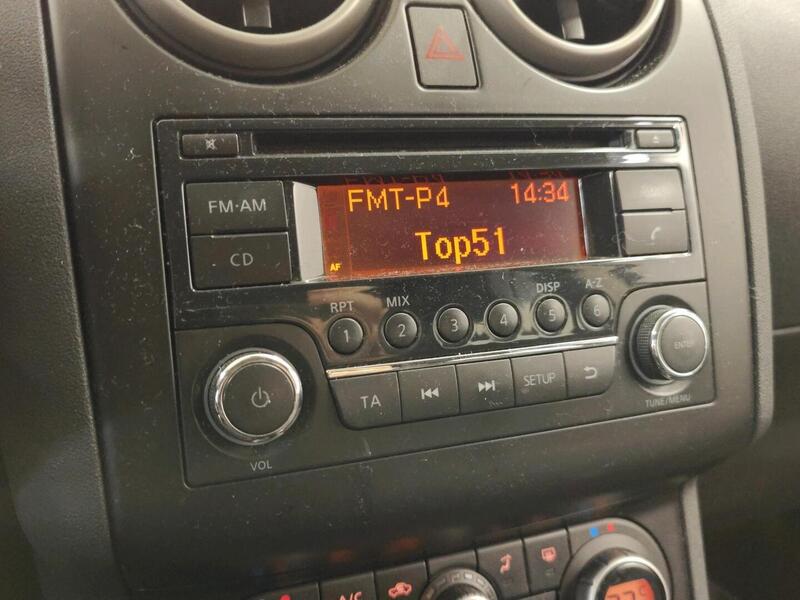 FM·AM
CD
FMT-P4 14:34
Top51
AF
RPT MIX DISP A-Z
1 2 3 4 5 6
TA SETUP
ENTER
TUNE/MENU
VOL
A/C